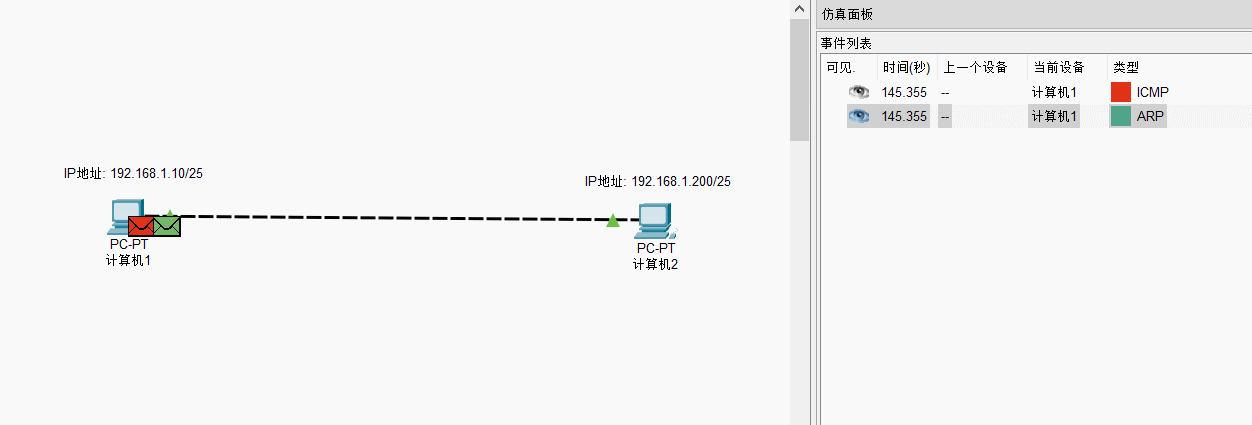 仿真面板
事件列表
可见. 时间(秒) 上一个设备 当前设备 类型
145.355 -- 计算机1 ICMP
145.355 -- 计算机1 ARP
IP地址: 192.168.1.10/25
IP地址: 192.168.1.200/25
PC-PT
计算机1
PC-PT
计算机2